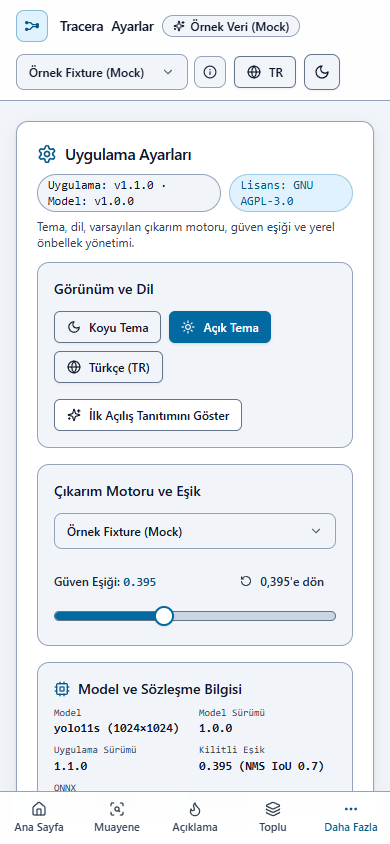 Tracera Ayarlar Örnek Veri (Mock)
Örnek Fixture (Mock) TR
Uygulama Ayarları
Uygulama: v1.1.0 ·
Model: v1.0.0
Lisans: GNU
AGPL-3.0
Tema, dil, varsayılan çıkarım motoru, güven eşiği ve yerel
önbellek yönetimi.
Görünüm ve Dil
Koyu Tema Açık Tema
Türkçe (TR)
İlk Açılış Tanıtımını Göster
Çıkarım Motoru ve Eşik
Örnek Fixture (Mock)
Güven Eşiği: 0.395 0,395'e dön
Model ve Sözleşme Bilgisi
Model Model Sürümü
yolo11s (1024×1024) 1.0.0
Uygulama Sürümü Kilitli Eşik
1.1.0 0.395 (NMS IoU 0.7)
ONNX
Ana Sayfa Muayene Açıklama Toplu Daha Fazla